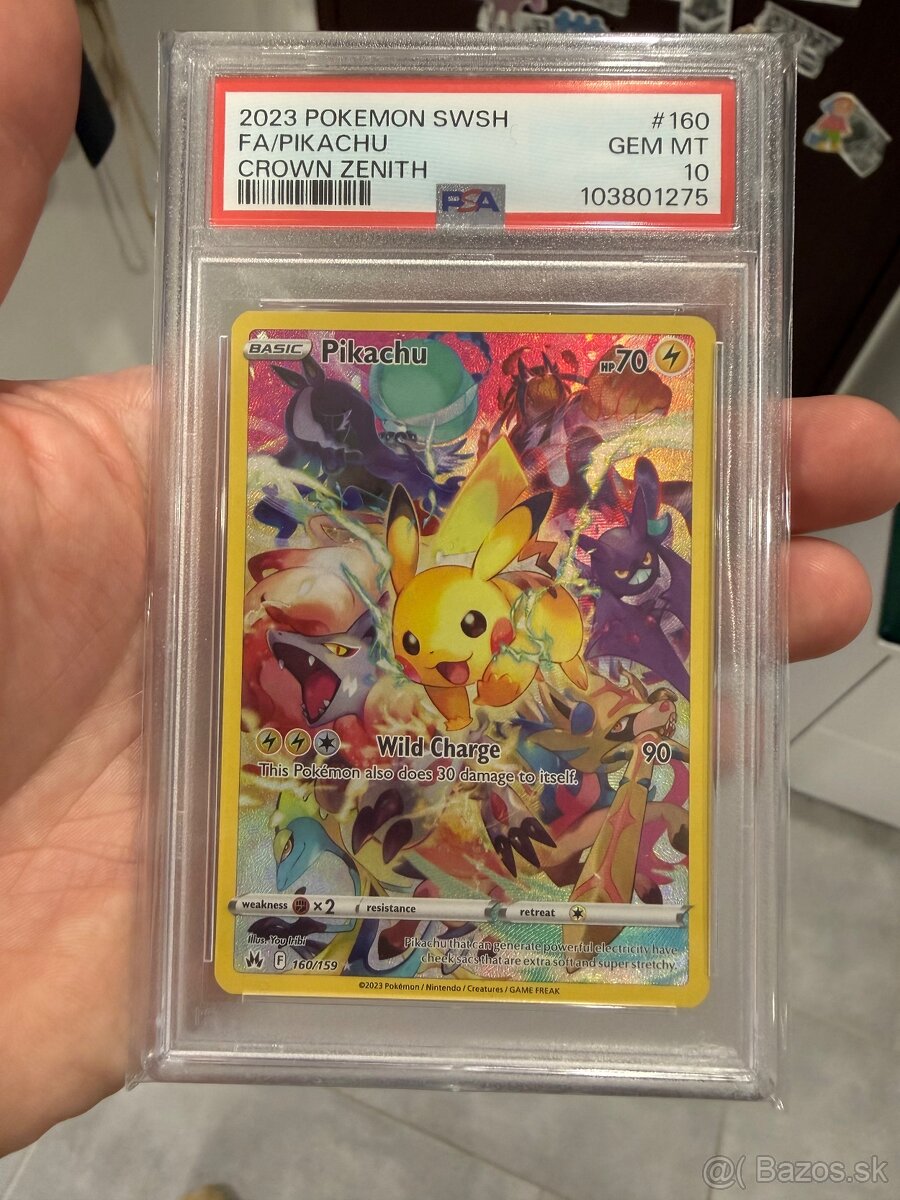 2023 POKEMON SWSH #160
FA/PIKACHU GEM MT
CROWN ZENITH 10
PSA 103801275
BASIC Pikachu HP70
Wild Charge 90
This Pokémon also does 30 damage to itself.
weakness ×2 resistance retreat
Illus. You Iribi
Pikachu that can generate powerful electricity have
cheek sacs that are extra soft and super stretchy.
F 160/159
©2023 Pokémon / Nintendo / Creatures / GAME FREAK
@( Bazos.sk